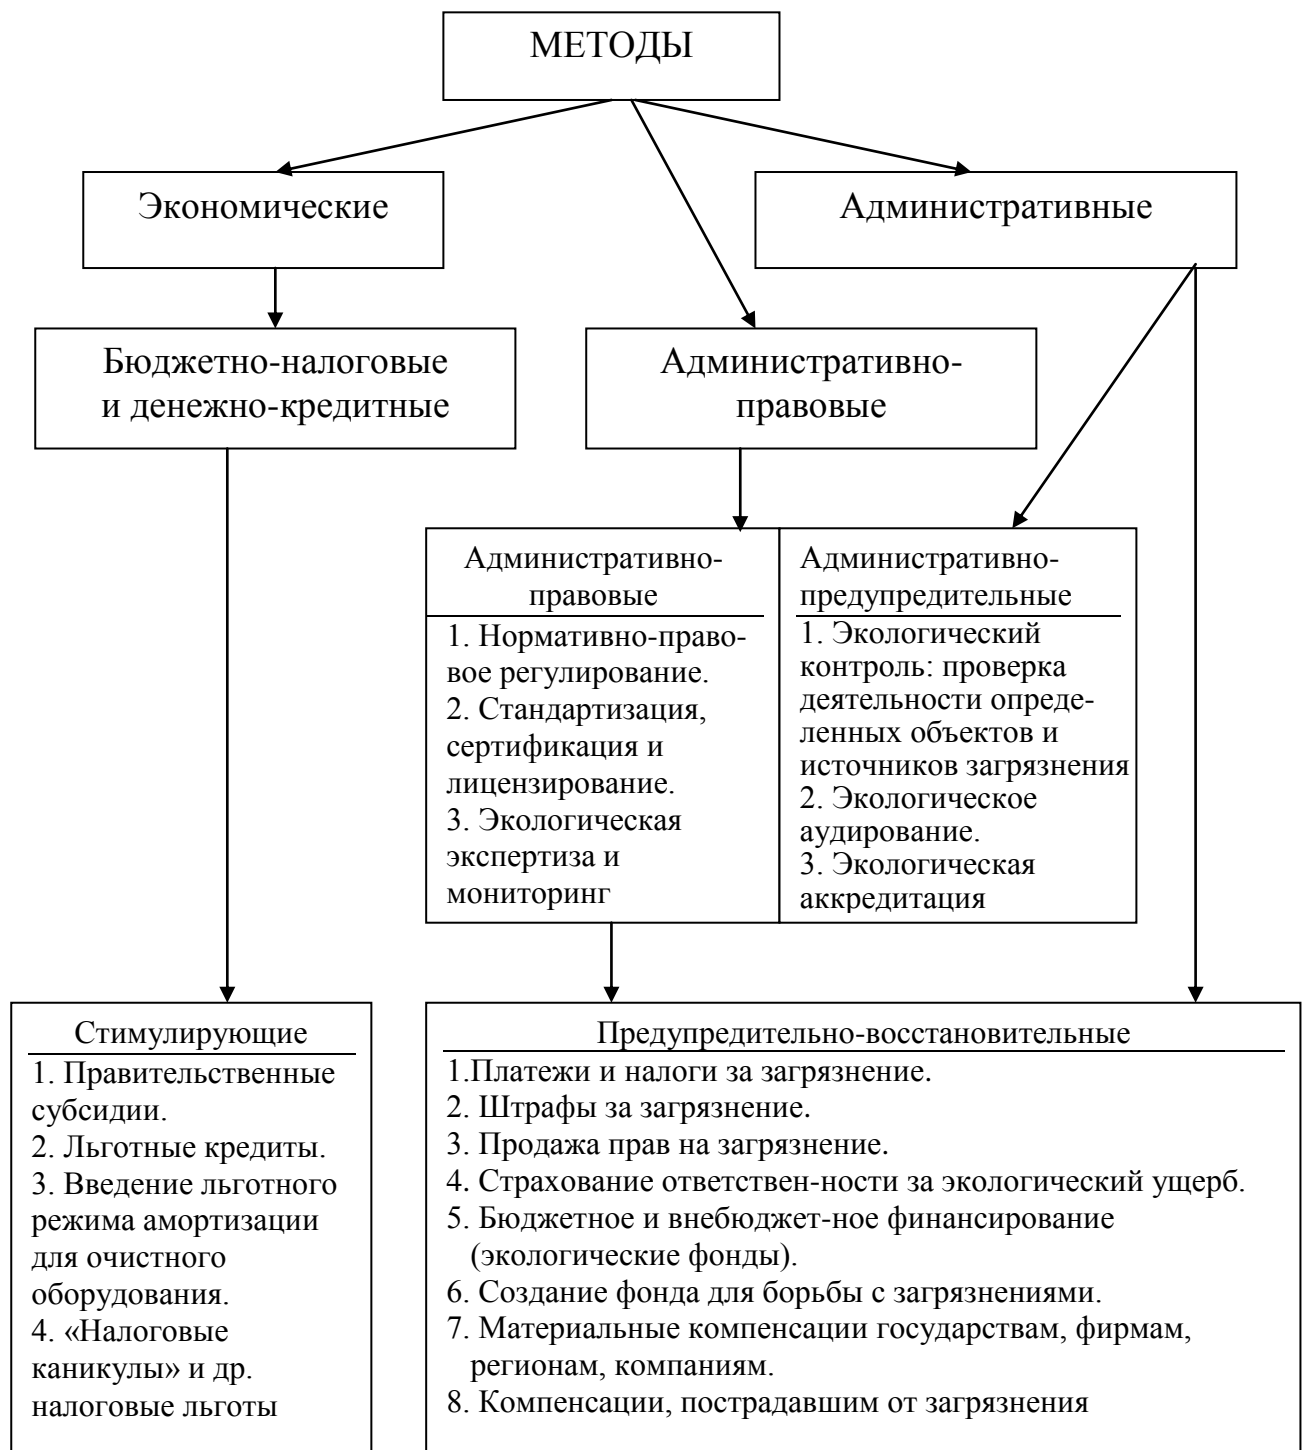 МЕТОДЫ
Экономические
Административные
Бюджетно-налоговые
и денежно-кредитные
Административно-
правовые
Административно-
правовые
1. Нормативно-право-
вое регулирование.
2. Стандартизация,
сертификация и
лицензирование.
3. Экологическая
экспертиза и
мониторинг
Административно-
предупредительные
1. Экологический
контроль: проверка
деятельности опреде-
ленных объектов и
источников загрязнения
2. Экологическое
аудирование.
3. Экологическая
аккредитация
Стимулирующие
1. Правительственные
субсидии.
2. Льготные кредиты.
3. Введение льготного
режима амортизации
для очистного
оборудования.
4. «Налоговые
каникулы» и др.
налоговые льготы
Предупредительно-восстановительные
1.Платежи и налоги за загрязнение.
2. Штрафы за загрязнение.
3. Продажа прав на загрязнение.
4. Страхование ответствен-ности за экологический ущерб.
5. Бюджетное и внебюджет-ное финансирование
(экологические фонды).
6. Создание фонда для борьбы с загрязнениями.
7. Материальные компенсации государствам, фирмам,
регионам, компаниям.
8. Компенсации, пострадавшим от загрязнения